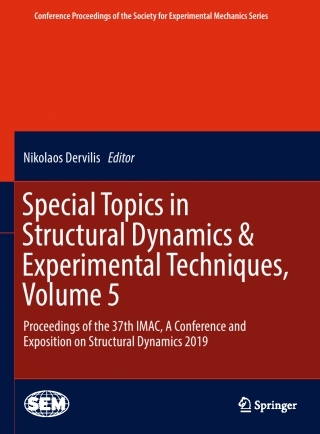 Conference Proceedings of the Society for Experimental Mechanics Series
Nikolaos Dervilis Editor
Special Topics in
Structural Dynamics &
Experimental Techniques,
Volume 5
Proceedings of the 37th IMAC, A Conference and
Exposition on Structural Dynamics 2019
SEM
Springer